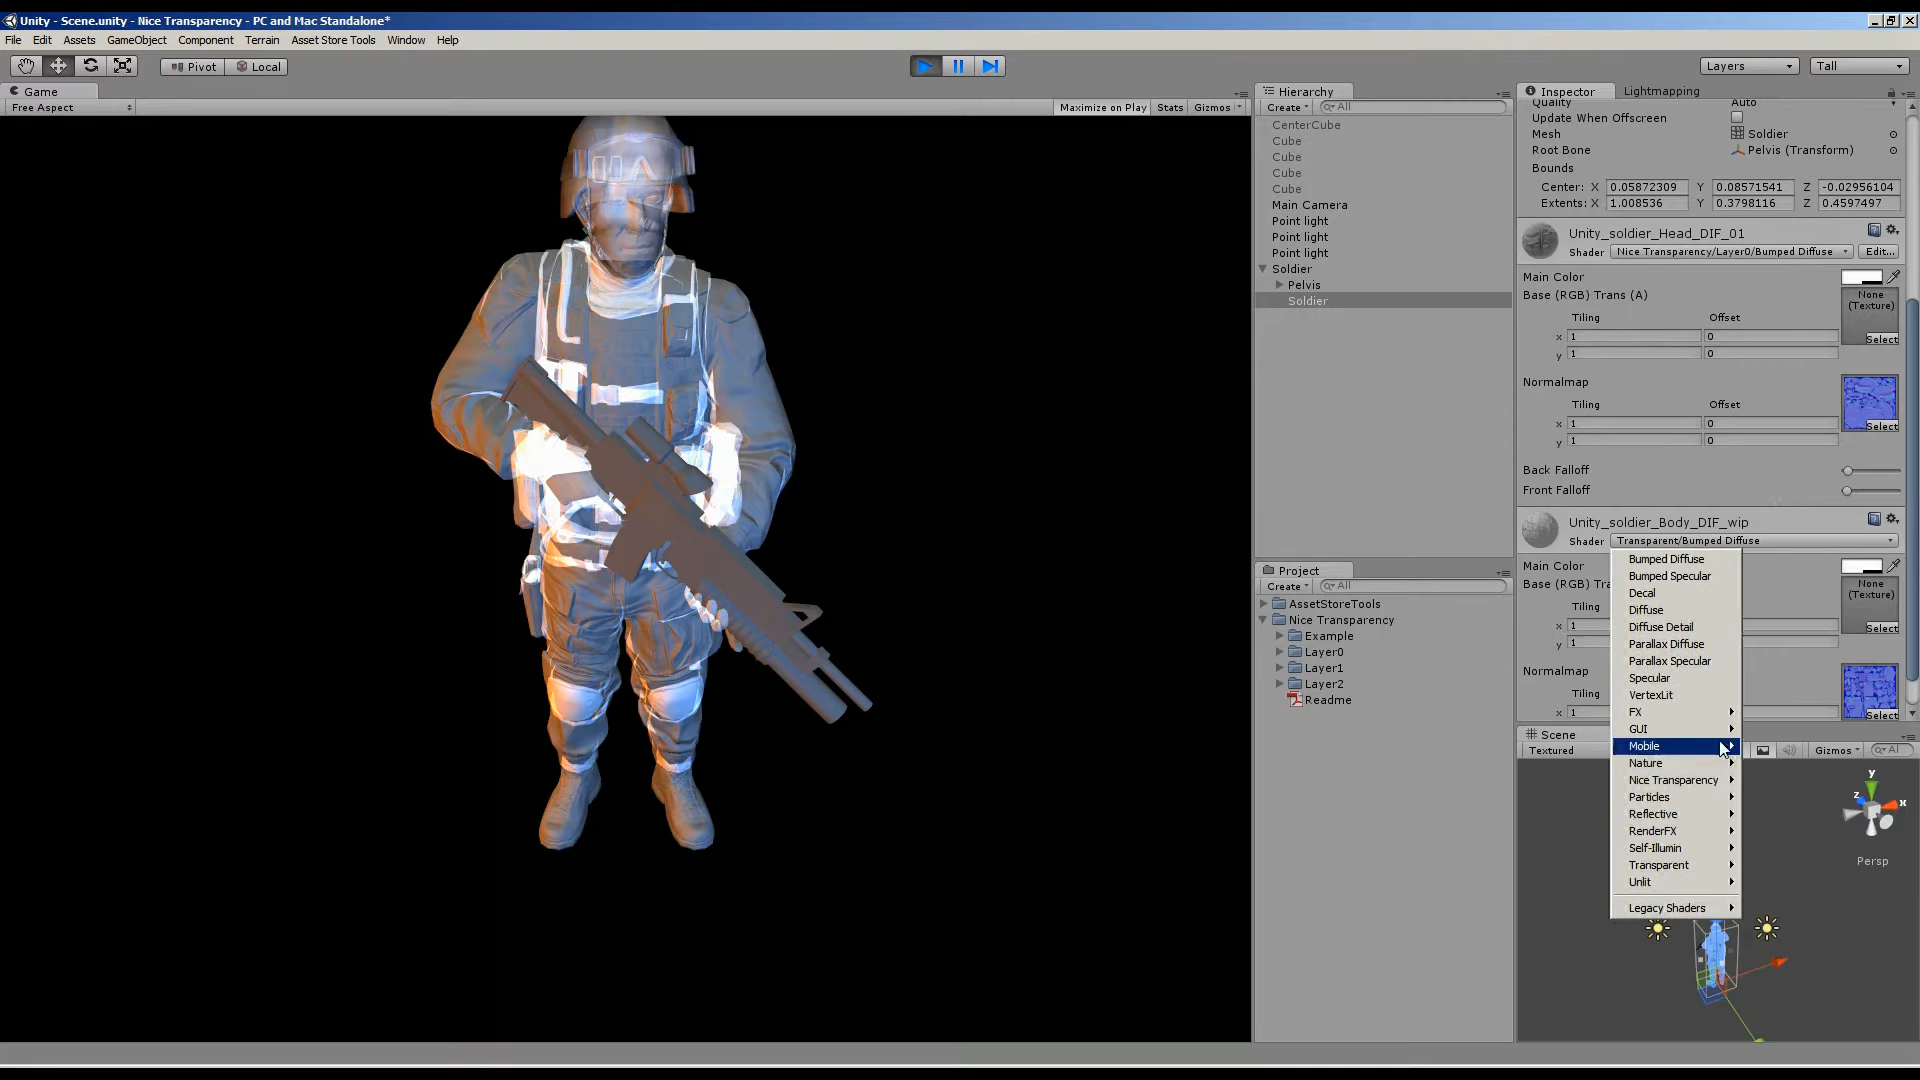 Unity - Scene.unity - Nice Transparency - PC and Mac Standalone*
File Edit Assets GameObject Component Terrain Asset Store Tools Window Help
Pivot Local Layers Tall
Game
Free Aspect Maximize on Play Stats Gizmos
Hierarchy
Create All
CenterCube
Cube
Cube
Cube
Cube
Main Camera
Point light
Point light
Point light
Soldier
Pelvis
Soldier
Project
Create All
AssetStoreTools
Nice Transparency
Example
Layer0
Layer1
Layer2
Readme
Inspector Lightmapping
Quality Auto
Update When Offscreen
Mesh Soldier
Root Bone Pelvis (Transform)
Bounds
Center: X 0.05872309 Y 0.08571541 Z -0.02956104
Extents: X 1.008536 Y 0.3798116 Z 0.4597497
Unity_soldier_Head_DIF_01
Shader Nice Transparency/Layer0/Bumped Diffuse Edit...
Main Color
Base (RGB) Trans (A) None (Texture)
Tiling Offset
x 1 0
y 1 0
Select
Normalmap
Tiling Offset
x 1 0
y 1 0
Select
Back Falloff
Front Falloff
Unity_soldier_Body_DIF_wip
Shader Transparent/Bumped Diffuse
Main Color
Base (RGB) Tra None (Texture)
Tiling
x 1
y 1
Select
Normalmap
Tiling
x 1
Select
Bumped Diffuse
Bumped Specular
Decal
Diffuse
Diffuse Detail
Parallax Diffuse
Parallax Specular
Specular
VertexLit
FX
GUI
Mobile
Nature
Nice Transparency
Particles
Reflective
RenderFX
Self-Illumin
Transparent
Unlit
Legacy Shaders
Scene
Textured Gizmos Al
y
z x
Persp